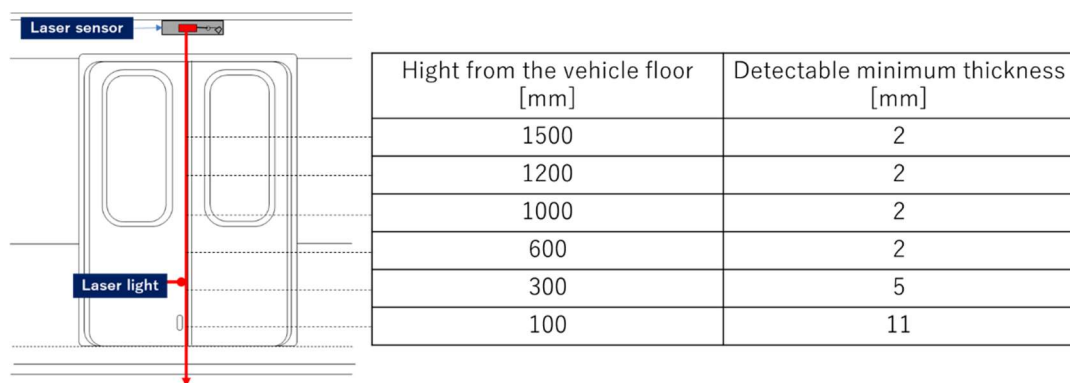 Laser sensor
Hight from the vehicle floor [mm] Detectable minimum thickness [mm]
1500 2
1200 2
1000 2
600 2
300 5
100 11
Laser light